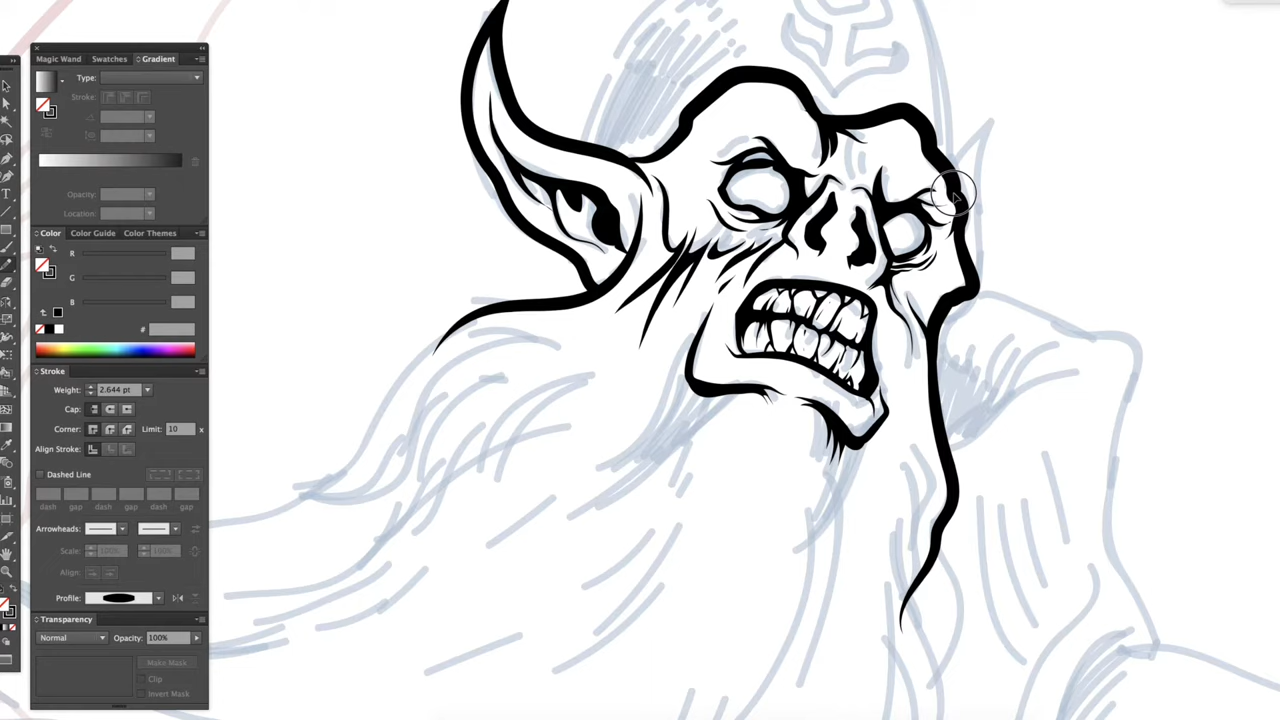 Magic Wand Swatches Gradient
Type:
Stroke:
Opacity:
Location:
Color Color Guide Color Themes
R
G
B
#
Stroke
Weight: 2.644 pt
Cap:
Corner: Limit: 10 x
Align Stroke:
Dashed Line
dash gap dash gap dash gap
Arrowheads:
Scale: 100% 100%
Align:
Profile:
Transparency
Normal Opacity: 100%
Make Mask
Clip
Invert Mask